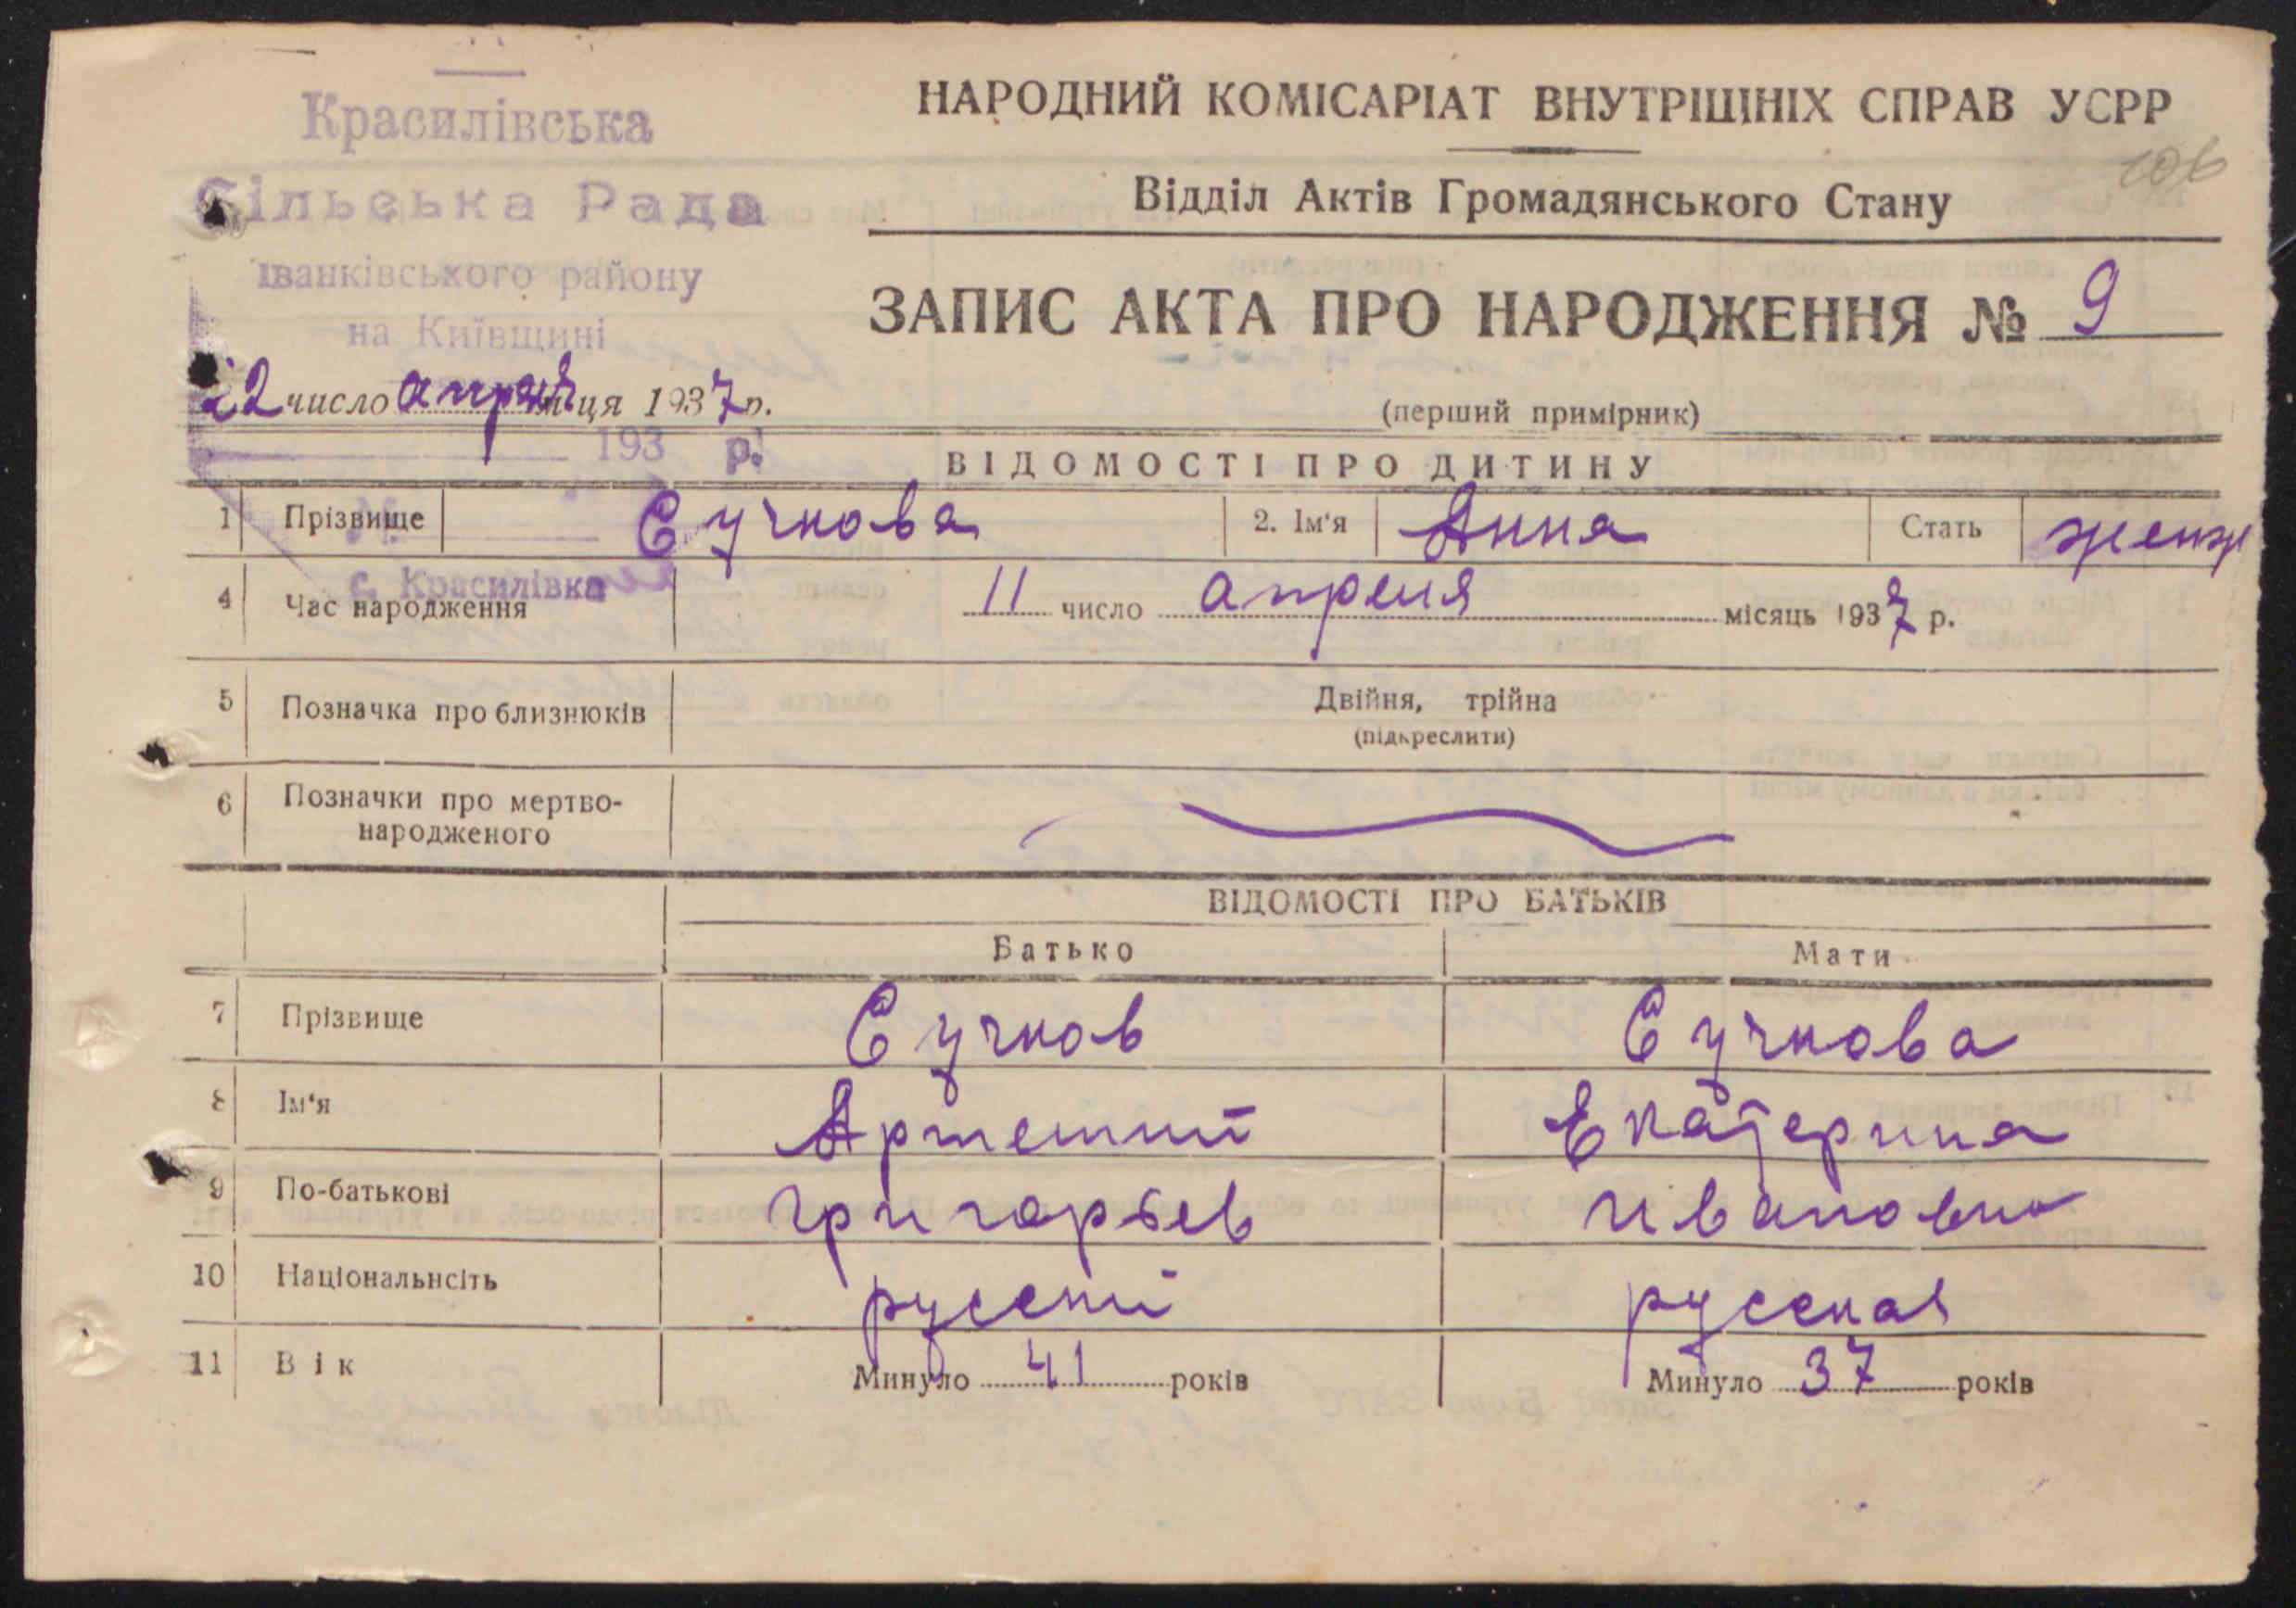 Красилівська
Сільська Рада
Іванківського району
на Київщині
НАРОДНИЙ КОМІСАРІАТ ВНУТРІШНІХ СПРАВ УСРР
106
Відділ Актів Громадянського Стану
ЗАПИС АКТА ПРО НАРОДЖЕННЯ № 9
22 число апреля місяця 1937 р.
(перший примірник)
193 р.
ВІДОМОСТІ ПРО ДИТИНУ
1 Прізвище Сучкова 2. Ім'я Анна Стать женж
с. Красилівка
4 Час народження 11 число апреля місяць 1937 р.
5 Позначка про близнюків Двійня, трійна
(підкреслити)
6 Позначки про мертво-
народженого
ВІДОМОСТІ ПРО БАТЬКІВ
Батько Мати
7 Прізвище Сучков Сучкова
8 Ім'я Артемий Екатерина
9 По-батькові Григорьев Ивановна
10 Національнсіть русский русская
11 Вік Минуло 41 років Минуло 37 років